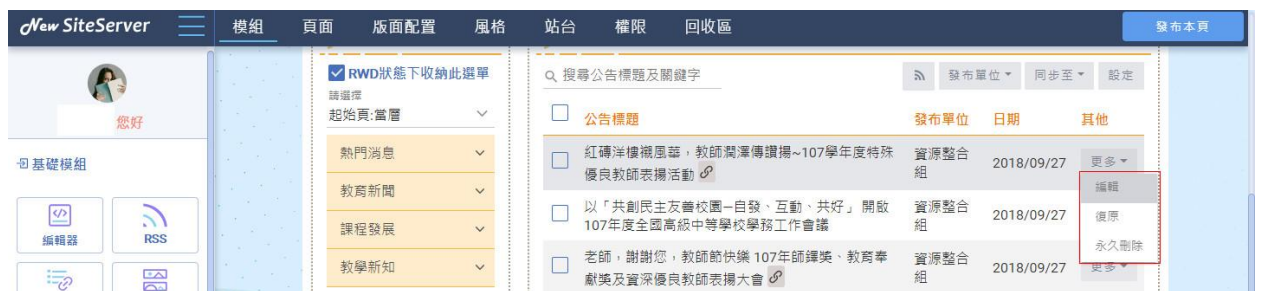 New SiteServer 模組 頁面 版面配置 風格 站台 權限 回收區 發布本頁
您好
基礎模組
編輯器 RSS
RWD狀態下收納此選單
請選擇
起始頁:當層
熱門消息
教育新聞
課程發展
教學新知
搜尋公告標題及關鍵字 發布單位 同步至 設定
公告標題 發布單位 日期 其他
紅磚洋樓襯風華，教師潤澤傳讚揚~107學年度特殊
優良教師表揚活動
資源整合
組
2018/09/27 更多
以「共創民主友善校園—自發、互動、共好」 開啟
107年度全國高級中等學校學務工作會議
資源整合
組
2018/09/27
老師，謝謝您，教師節快樂 107年師鐸獎、教育奉
獻獎及資深優良教師表揚大會
資源整合
組
2018/09/27 更多
編輯
復原
永久刪除